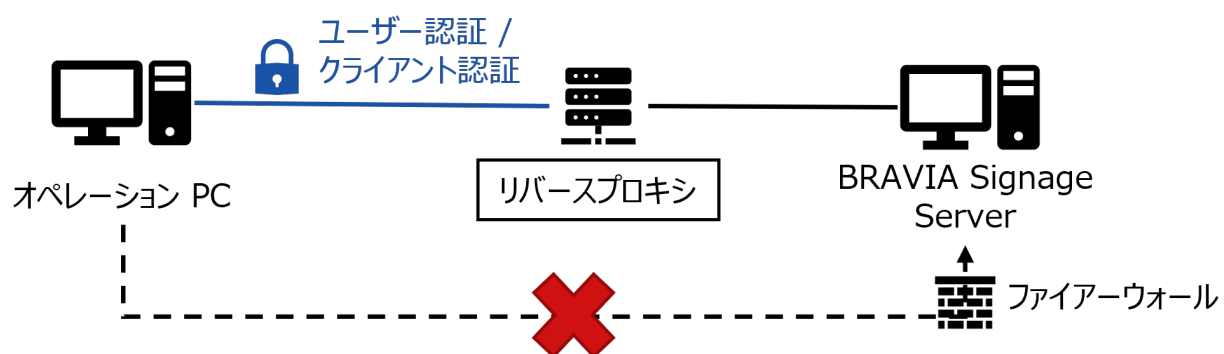 ユーザー認証 /
クライアント認証
オペレーション PC
リバースプロキシ
BRAVIA Signage
Server
ファイアーウォール